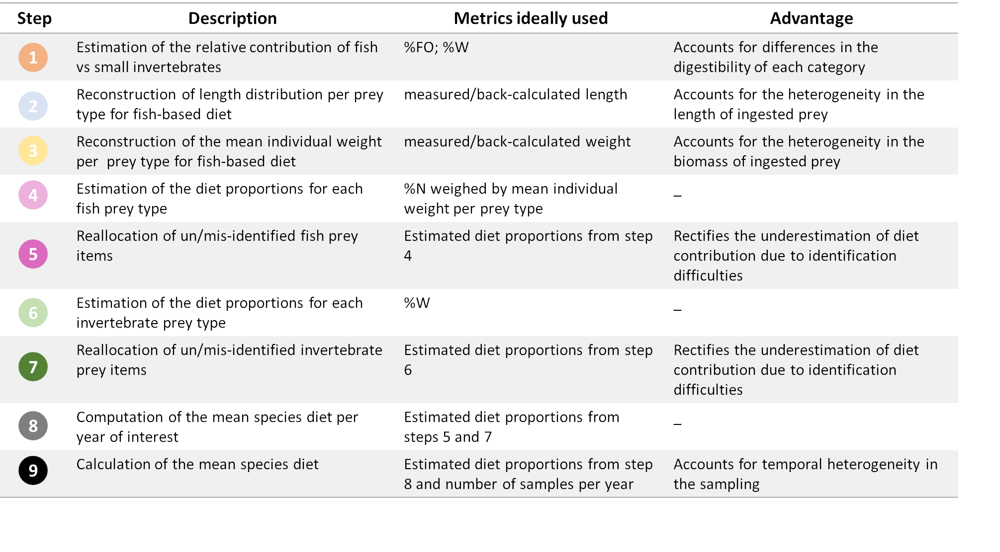 Step Description Metrics ideally used Advantage
1 Estimation of the relative contribution of fish %FO; %W Accounts for differences in the
vs small invertebrates digestibility of each category
2 Reconstruction of length distribution per prey measured/back-calculated length Accounts for the heterogeneity in the
type for fish-based diet length of ingested prey
3 Reconstruction of the mean individual weight measured/back-calculated weight Accounts for the heterogeneity in the
per prey type for fish-based diet biomass of ingested prey
4 Estimation of the diet proportions for each %N weighed by mean individual –
fish prey type weight per prey type
5 Reallocation of un/mis-identified fish prey Estimated diet proportions from step Rectifies the underestimation of diet
items 4 contribution due to identification
difficulties
6 Estimation of the diet proportions for each %W –
invertebrate prey type
7 Reallocation of un/mis-identified invertebrate Estimated diet proportions from step Rectifies the underestimation of diet
prey items 6 contribution due to identification
difficulties
8 Computation of the mean species diet per Estimated diet proportions from –
year of interest steps 5 and 7
9 Calculation of the mean species diet Estimated diet proportions from step Accounts for temporal heterogeneity in
8 and number of samples per year the sampling